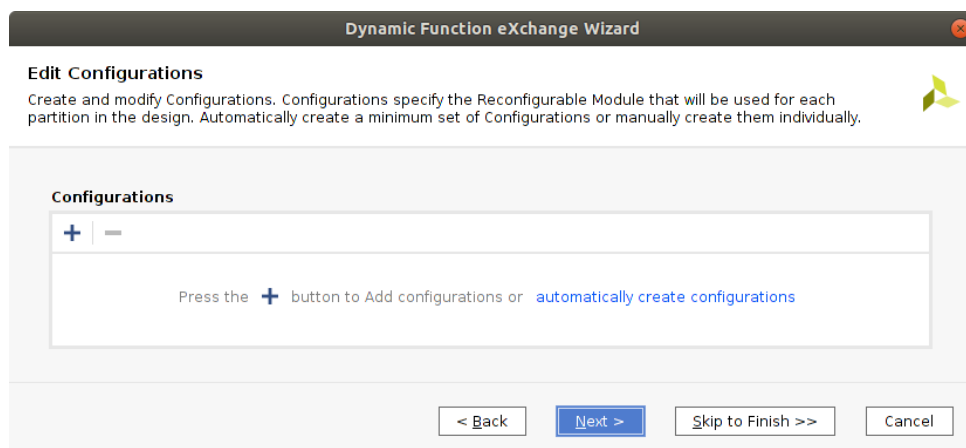 Dynamic Function eXchange Wizard
Edit Configurations
Create and modify Configurations. Configurations specify the Reconfigurable Module that will be used for each
partition in the design. Automatically create a minimum set of Configurations or manually create them individually.
Configurations
Press the + button to Add configurations or automatically create configurations
< Back Next > Skip to Finish >> Cancel